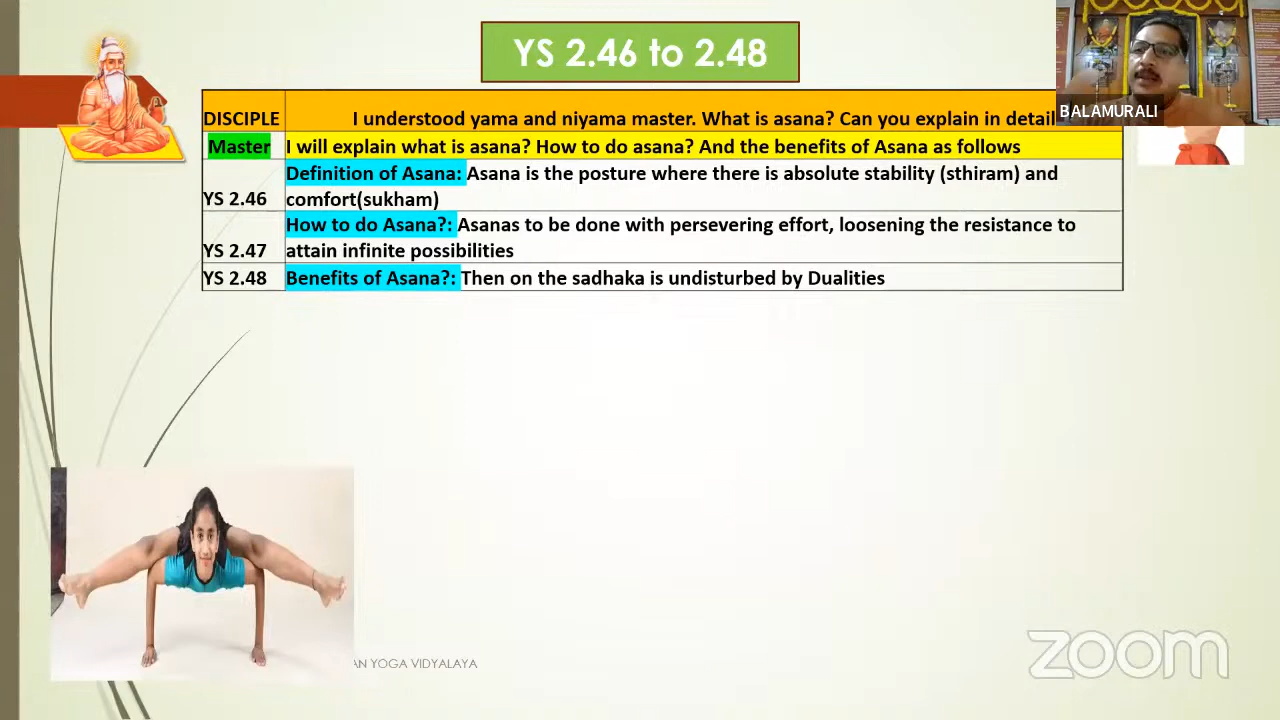 YS 2.46 to 2.48
BALAMURALI
DISCIPLE I understood yama and niyama master. What is asana? Can you explain in detail
Master I will explain what is asana? How to do asana? And the benefits of Asana as follows
Definition of Asana: Asana is the posture where there is absolute stability (sthiram) and
YS 2.46 comfort(sukham)
How to do Asana?: Asanas to be done with persevering effort, loosening the resistance to
YS 2.47 attain infinite possibilities
YS 2.48 Benefits of Asana?: Then on the sadhaka is undisturbed by Dualities
YOGA VIDYALAYA
zoom